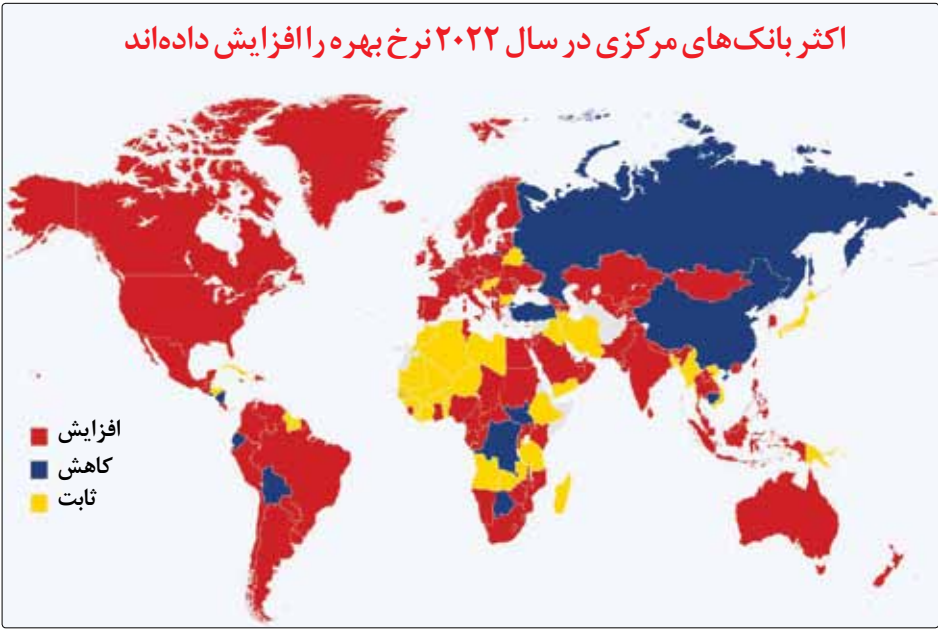 اکثر بانک‌های مرکزی در سال ۲۰۲۲ نرخ بهره را افزایش داده‌اند
افزایش
کاهش
ثابت